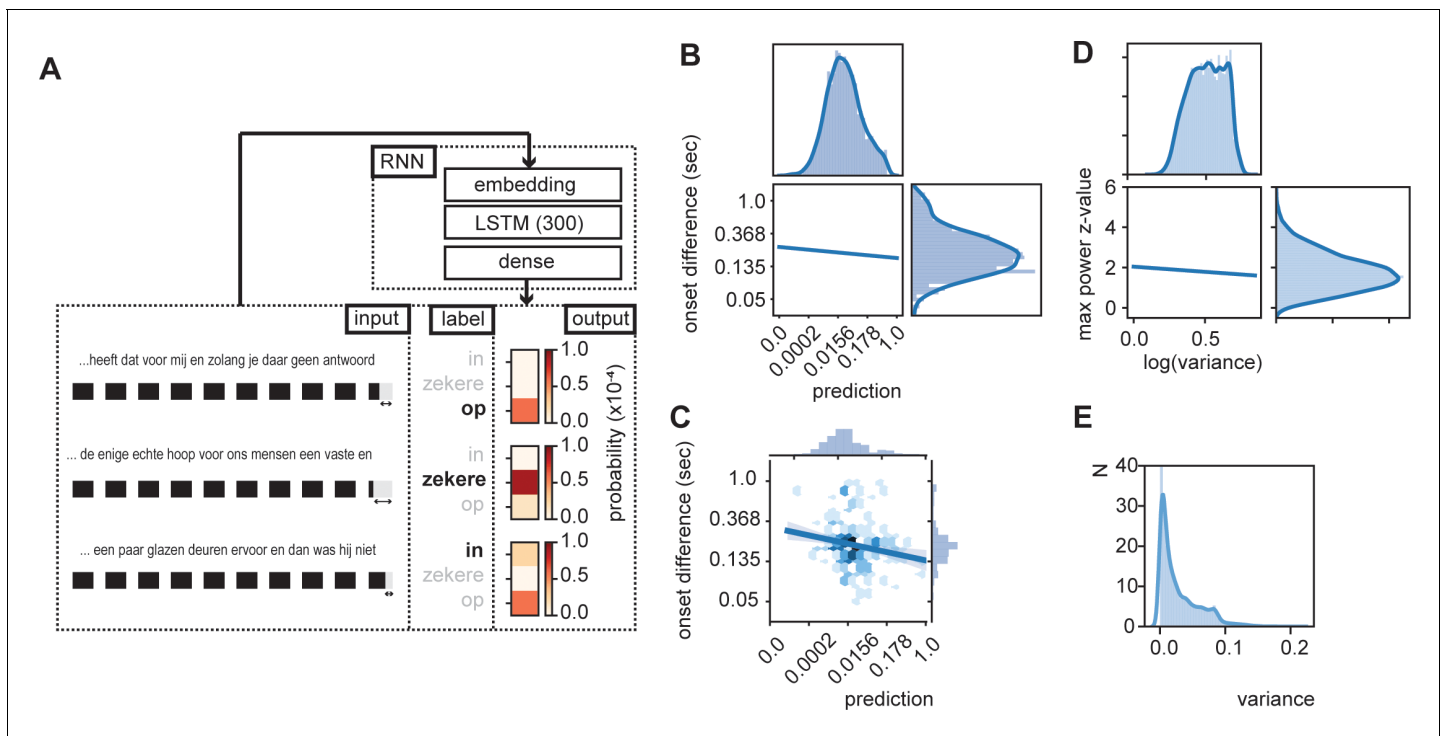 A
RNN
embedding
LSTM (300)
dense
input
label
output
...heeft dat voor mij en zolang je daar geen antwoord
in
zekere
op
1.0
0.5
0.0
... de enige echte hoop voor ons mensen een vaste en
in
zekere
op
1.0
0.5
0.0
... een paar glazen deuren ervoor en dan was hij niet
in
zekere
op
1.0
0.5
0.0
probability (x10⁻⁴)
B
onset difference (sec)
1.0
0.368
0.135
0.05
0.0
0.0002
0.0156
0.178
1.0
prediction
C
onset difference (sec)
1.0
0.368
0.135
0.05
0.0
0.0002
0.0156
0.178
1.0
prediction
D
max power z-value
6
4
2
0
0.0
0.5
log(variance)
E
N
40
30
20
10
0
0.0
0.1
0.2
variance